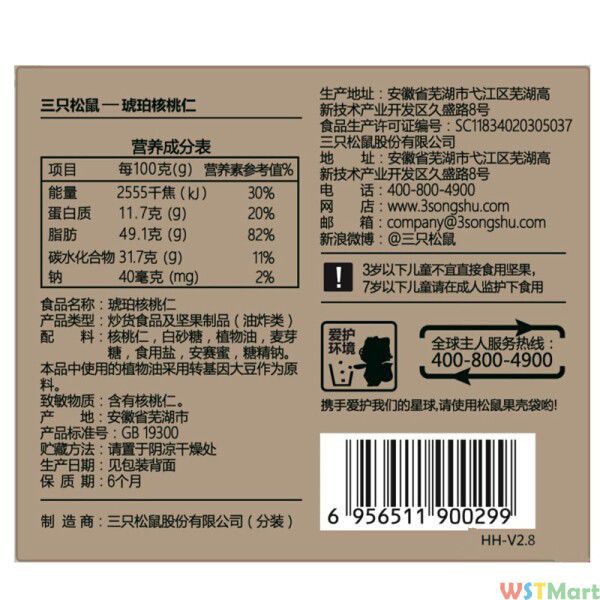 三只松鼠 — 琥珀核桃仁
营养成分表
项目 每100克(g) 营养素参考值%
能量 2555千焦 (kJ) 30%
蛋白质 11.7克 (g) 20%
脂肪 49.1克 (g) 82%
碳水化合物 31.7克 (g) 11%
钠 40毫克 (mg) 2%
食品名称: 琥珀核桃仁
产品类型: 炒货食品及坚果制品（油炸类）
配 料: 核桃仁，白砂糖，植物油，麦芽
糖，食用盐，安赛蜜，糖精钠。
本品中使用的植物油采用转基因大豆作为原
料。
致敏物质: 含有核桃仁。
产 地: 安徽省芜湖市
产品标准号: GB 19300
贮藏方法: 请置于阴凉干燥处
生产日期: 见包装背面
保 质 期: 6个月
制 造 商: 三只松鼠股份有限公司（分装）
生产地址: 安徽省芜湖市弋江区芜湖高
新技术产业开发区久盛路8号
食品生产许可证编号: SC11834020305037
三只松鼠股份有限公司
地 址: 安徽省芜湖市弋江区芜湖高
新技术产业开发区久盛路8号
电 话: 400-800-4900
网 店: www.3songshu.com
邮 箱: company@3songshu.com
新浪微博: @三只松鼠
! 3岁以下儿童不宜直接食用坚果，
7岁以下儿童请在成人监护下食用
爱护
环境
全球主人服务热线:
400-800-4900
携手爱护我们的星球,请使用松鼠果壳袋哟!
6 956511 900299
HH-V2.8
WSTMart